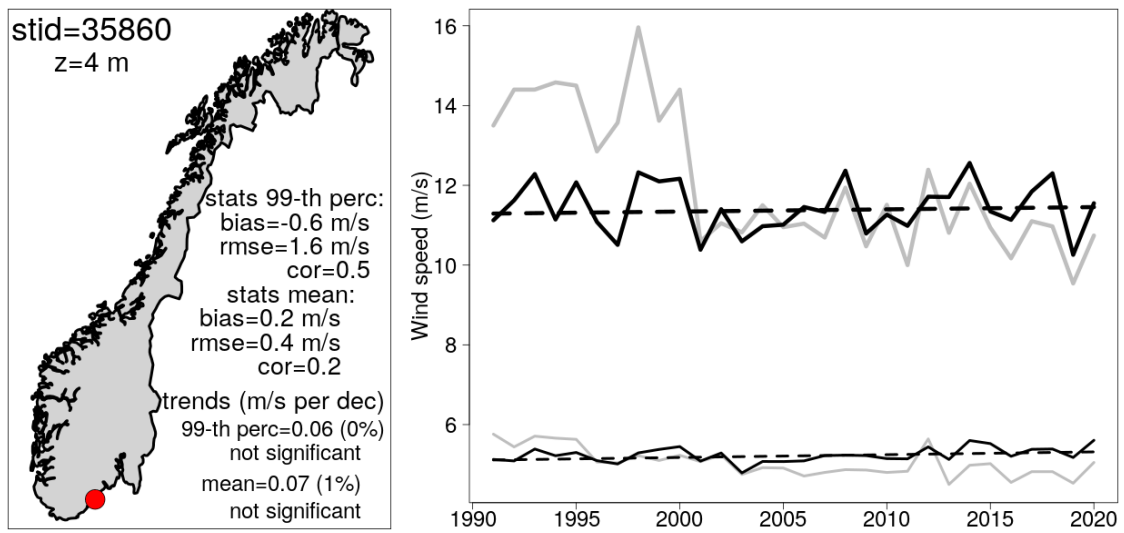 stid=35860
z=4 m
stats 99-th perc:
bias=-0.6 m/s
rmse=1.6 m/s
cor=0.5
stats mean:
bias=0.2 m/s
rmse=0.4 m/s
cor=0.2
trends (m/s per dec)
99-th perc=0.06 (0%)
not significant
mean=0.07 (1%)
not significant
Wind speed (m/s)
16
14
12
10
8
6
1990 1995 2000 2005 2010 2015 2020